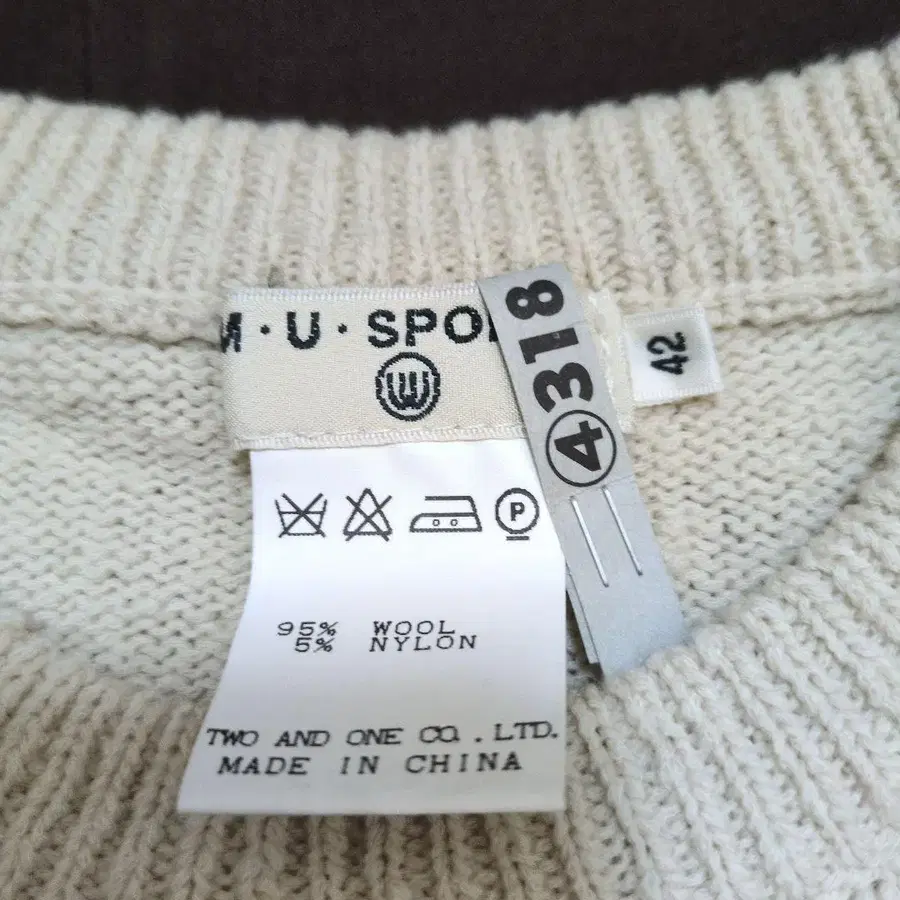 M·U·SPO
42
④318
P
95% WOOL
5% NYLON
TWO AND ONE CO.,LTD.
MADE IN CHINA